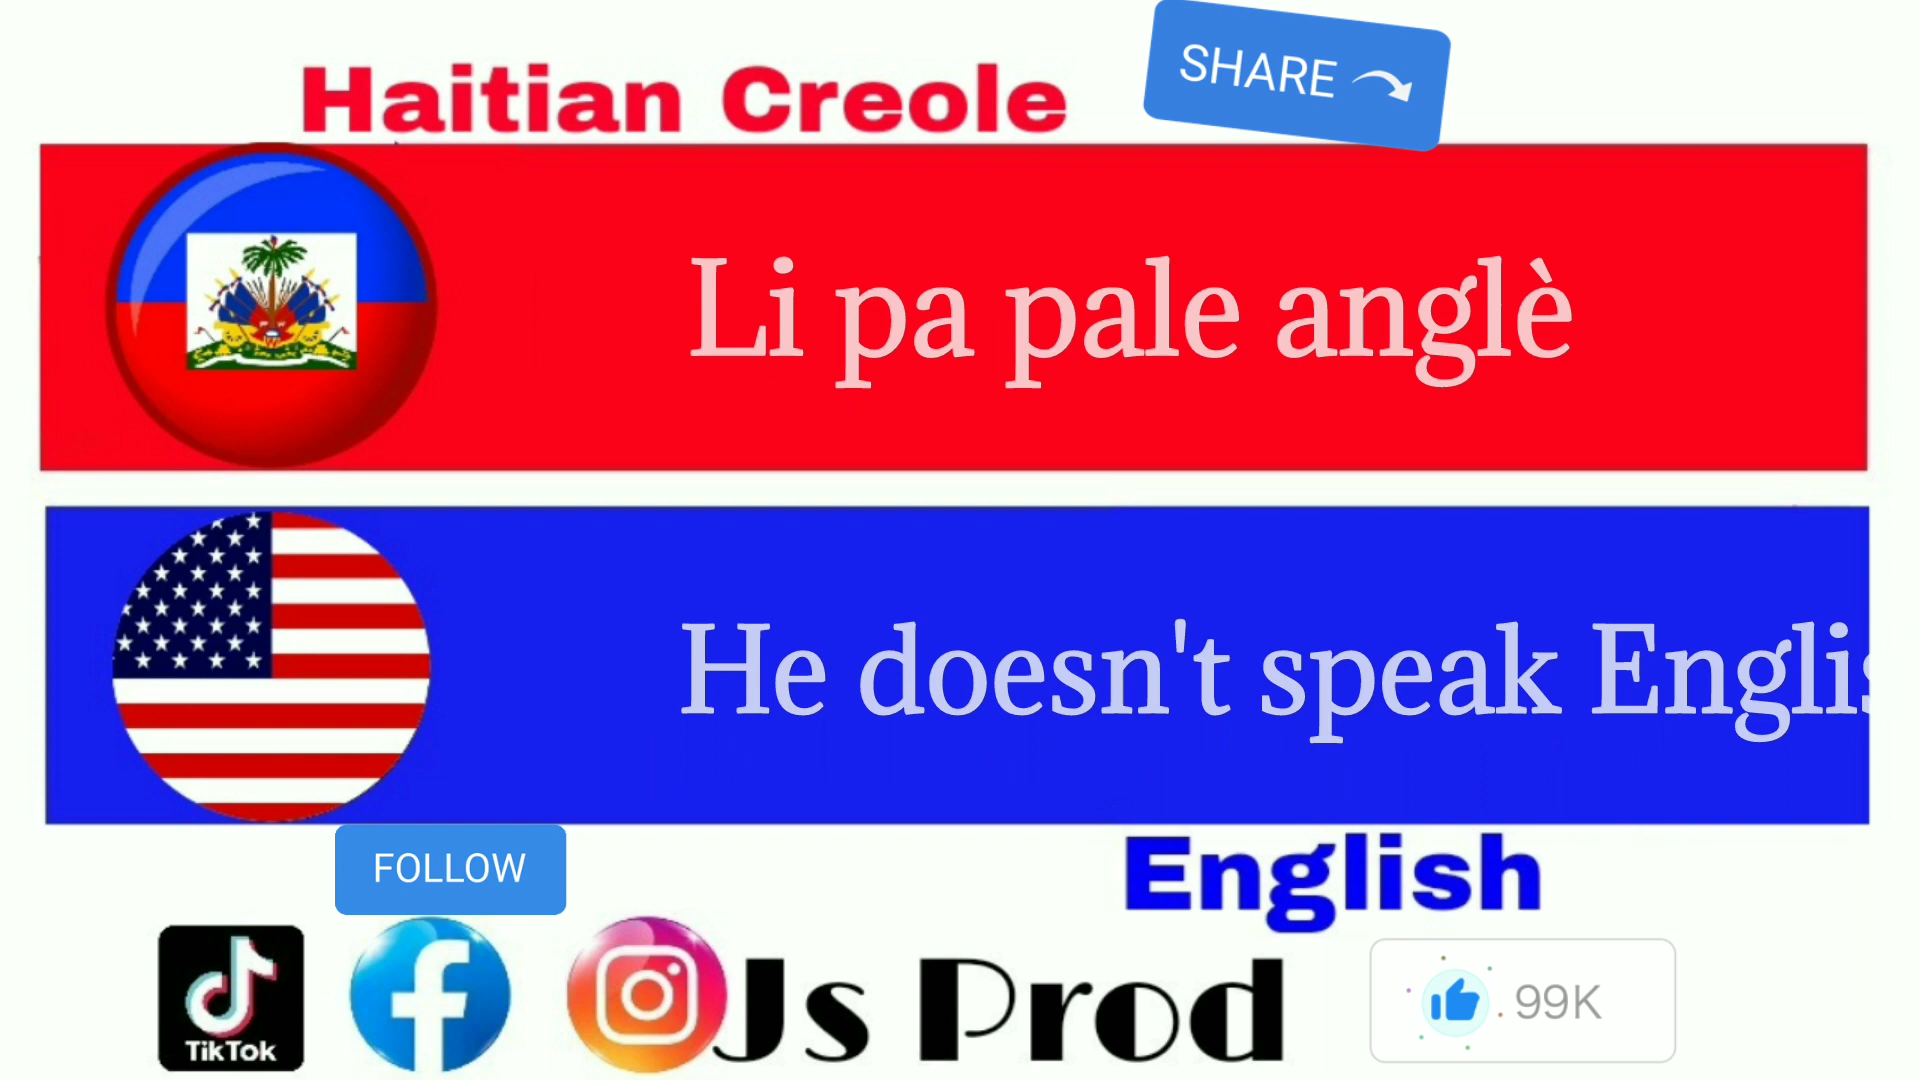 Haitian Creole
SHARE
Li pa pale anglè
He doesn't speak Englis
FOLLOW
English
TikTok
Js Prod
99K